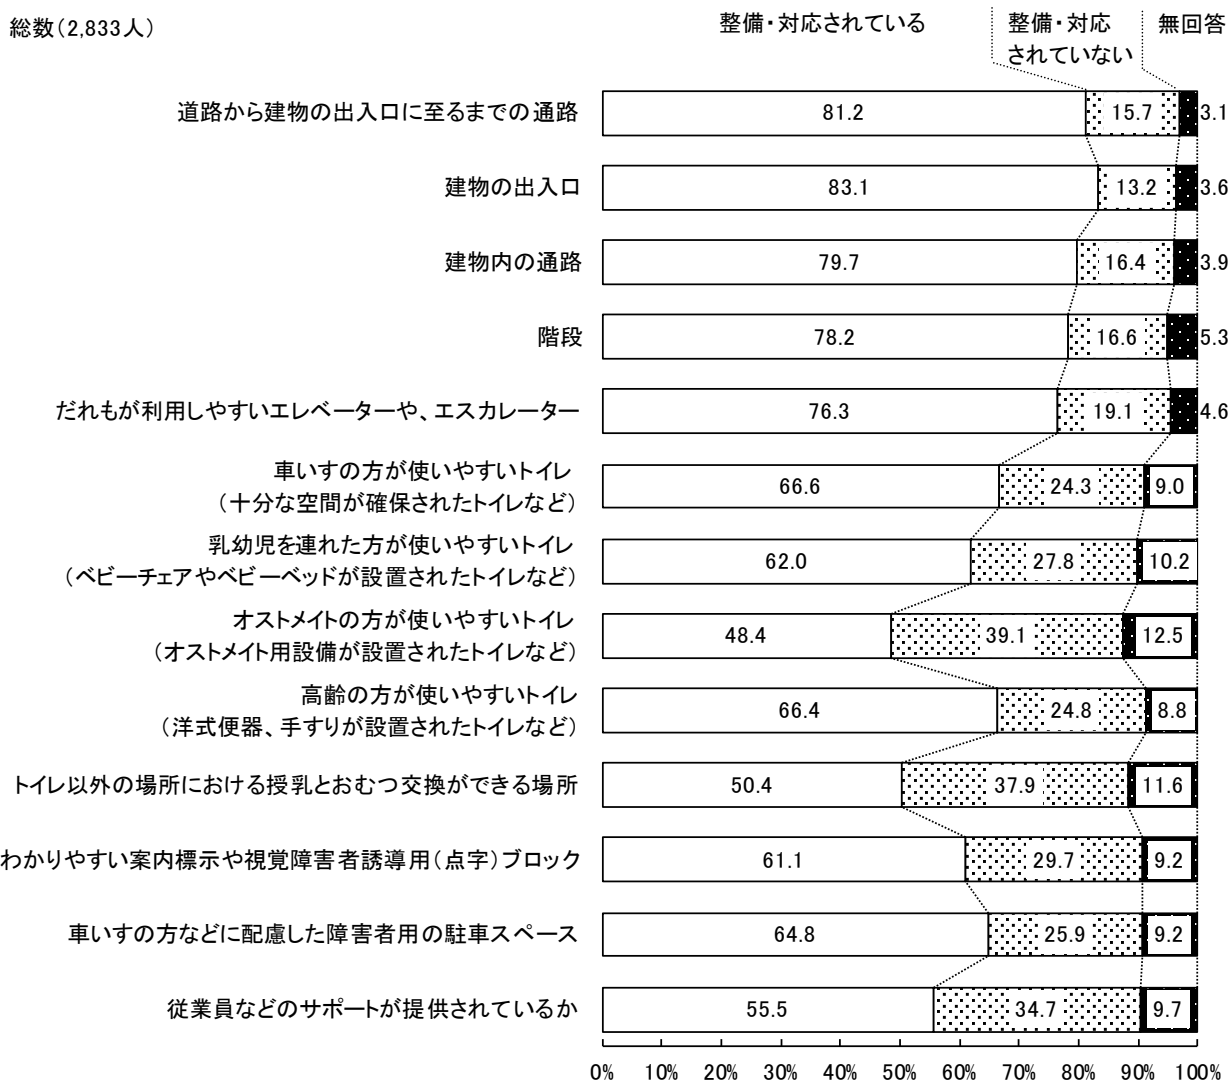 総数(2,833人)
整備・対応されている
整備・対応
されていない
無回答
道路から建物の出入口に至るまでの通路 81.2 15.7 3.1
建物の出入口 83.1 13.2 3.6
建物内の通路 79.7 16.4 3.9
階段 78.2 16.6 5.3
だれもが利用しやすいエレベーターや、エスカレーター 76.3 19.1 4.6
車いすの方が使いやすいトイレ
(十分な空間が確保されたトイレなど) 66.6 24.3 9.0
乳幼児を連れた方が使いやすいトイレ
(ベビーチェアやベビーベッドが設置されたトイレなど) 62.0 27.8 10.2
オストメイトの方が使いやすいトイレ
(オストメイト用設備が設置されたトイレなど) 48.4 39.1 12.5
高齢の方が使いやすいトイレ
(洋式便器、手すりが設置されたトイレなど) 66.4 24.8 8.8
トイレ以外の場所における授乳とおむつ交換ができる場所 50.4 37.9 11.6
わかりやすい案内標示や視覚障害者誘導用(点字)ブロック 61.1 29.7 9.2
車いすの方などに配慮した障害者用の駐車スペース 64.8 25.9 9.2
従業員などのサポートが提供されているか 55.5 34.7 9.7
0% 10% 20% 30% 40% 50% 60% 70% 80% 90% 100%